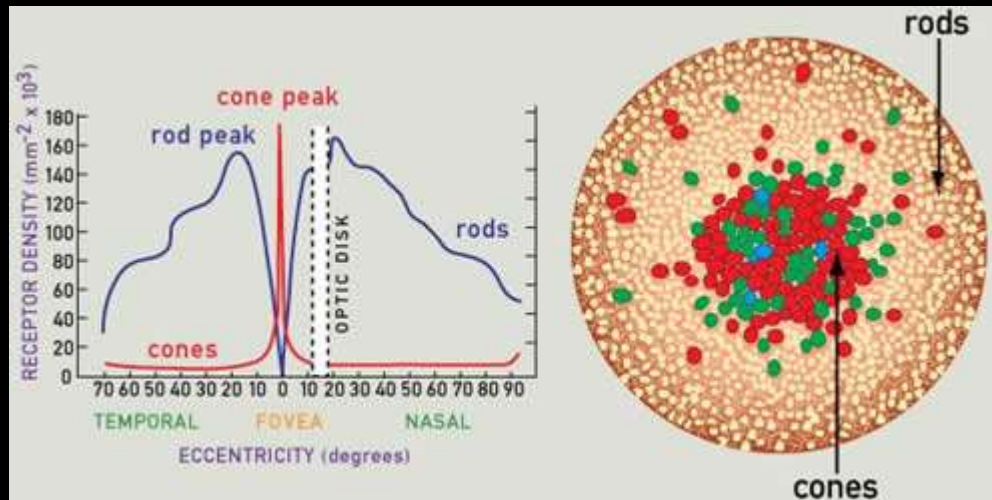 RECEPTOR DENSITY (mm⁻² x 10³)
180
160
140
120
100
80
60
40
20
0
cone peak
rod peak
rods
cones
OPTIC DISK
70 60 50 40 30 20 10 0 10 20 30 40 50 60 70 80 90
TEMPORAL FOVEA NASAL
ECCENTRICITY (degrees)
rods
cones